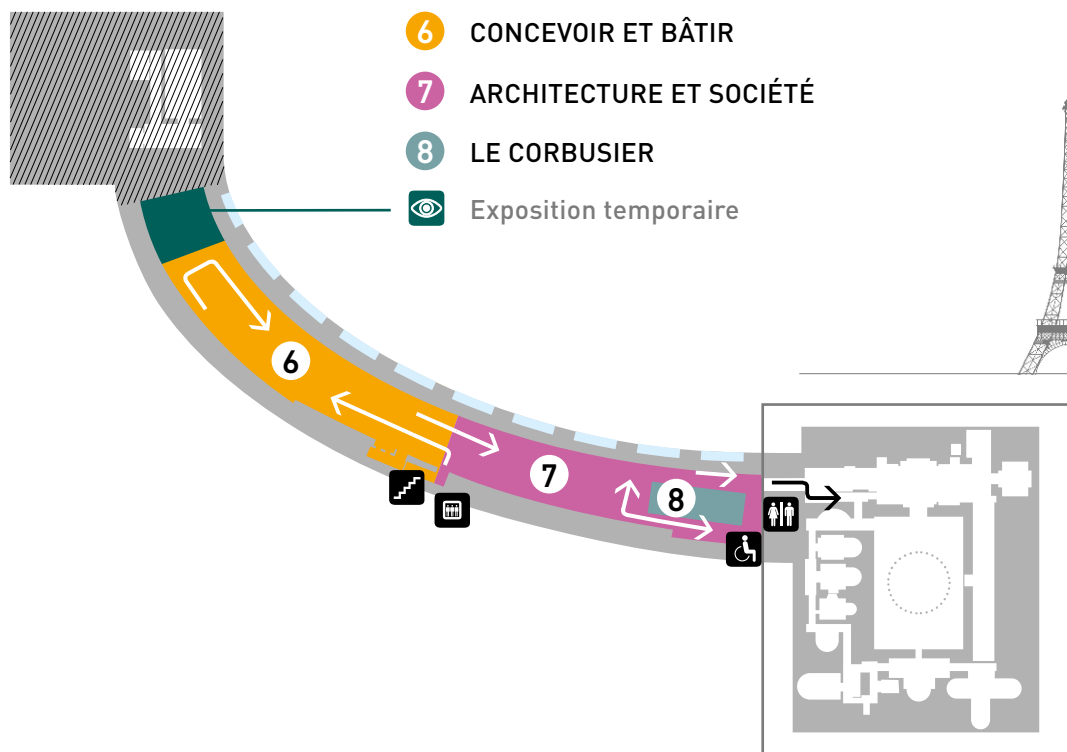 6 CONCEVOIR ET BÂTIR
7 ARCHITECTURE ET SOCIÉTÉ
8 LE CORBUSIER
Exposition temporaire
6
7
8